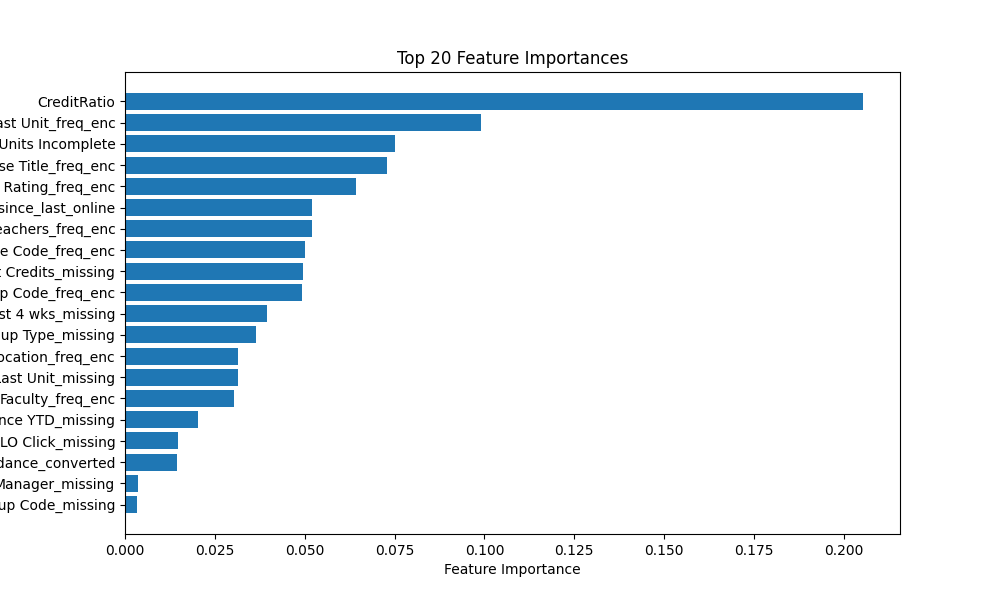 Top 20 Feature Importances
CreditRatio
ast Unit_freq_enc
Units Incomplete
se Title_freq_enc
Rating_freq_enc
since_last_online
eachers_freq_enc
e Code_freq_enc
t Credits_missing
p Code_freq_enc
st 4 wks_missing
up Type_missing
ocation_freq_enc
Last Unit_missing
Faculty_freq_enc
nce YTD_missing
LO Click_missing
dance_converted
Manager_missing
up Code_missing
0.000 0.025 0.050 0.075 0.100 0.125 0.150 0.175 0.200
Feature Importance